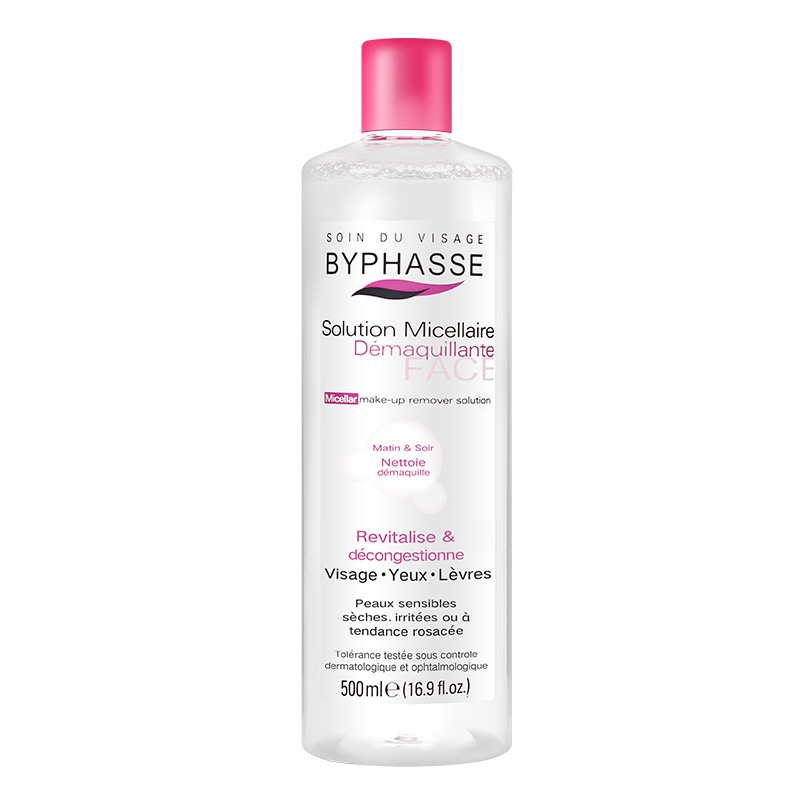 SOIN DU VISAGE
BYPHASSE
Solution Micellaire
Démaquillante
FACE
Micellar make-up remover solution
Matin & Soir
Nettoie
démaquille
Revitalise &
décongestionne
Visage • Yeux • Lèvres
Peaux sensibles
sèches, irritées ou à
tendance rosacée
Tolérance testée sous controle
dermatologique et ophtalmologique
500ml ℮ (16.9 fl.oz.)